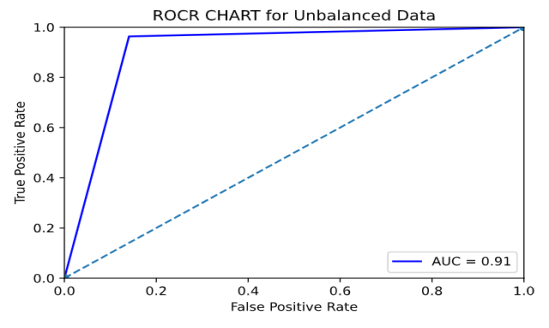 ROCR CHART for Unbalanced Data
True Positive Rate
1.0
0.8
0.6
0.4
0.2
0.0
AUC = 0.91
0.0 0.2 0.4 0.6 0.8 1.0
False Positive Rate